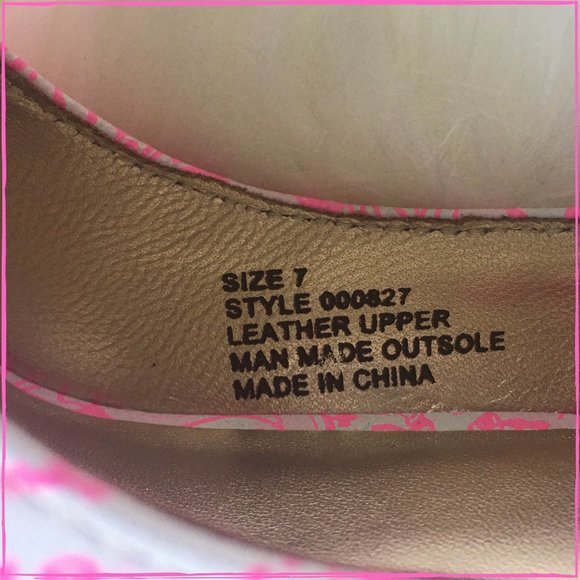 SIZE 7
STYLE 000827
LEATHER UPPER
MAN MADE OUTSOLE
MADE IN CHINA